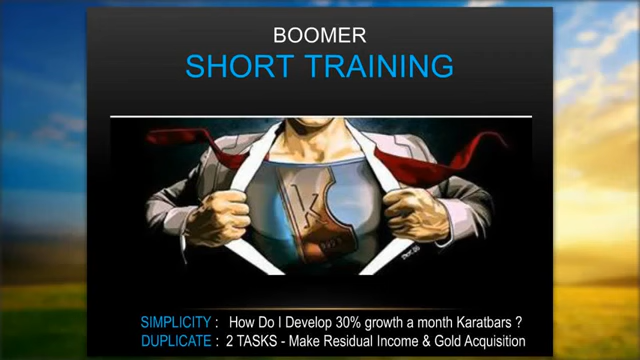 BOOMER
SHORT TRAINING
k
SIMPLICITY : How Do I Develop 30% growth a month Karatbars ?
DUPLICATE : 2 TASKS - Make Residual Income & Gold Acquisition